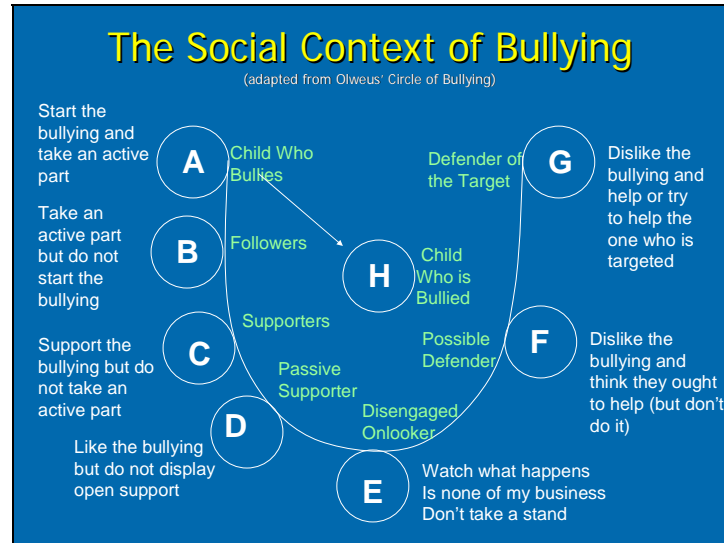 The Social Context of Bullying
(adapted from Olweus' Circle of Bullying)
Start the
bullying and
take an active
part
A
Child Who
Bullies
Take an
active part
but do not
start the
bullying
B
Followers
Support the
bullying but do
not take an
active part
C
Supporters
Like the bullying
but do not display
open support
D
Passive
Supporter
E
Disengaged
Onlooker
Watch what happens
Is none of my business
Don't take a stand
F
Possible
Defender
Dislike the
bullying and
think they ought
to help (but don't
do it)
G
Defender of
the Target
Dislike the
bullying and
help or try
to help the
one who is
targeted
H
Child
Who is
Bullied